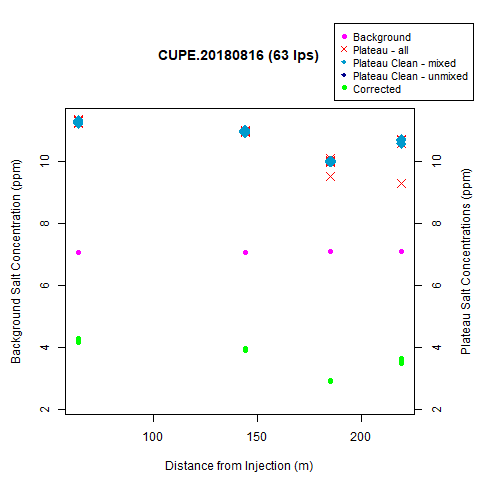 CUPE.20180816 (63 lps)
Background
Plateau - all
Plateau Clean - mixed
Plateau Clean - unmixed
Corrected
Background Salt Concentration (ppm)
10
8
6
4
2
10
8
6
4
2
Plateau Salt Concentrations (ppm)
100 150 200
Distance from Injection (m)